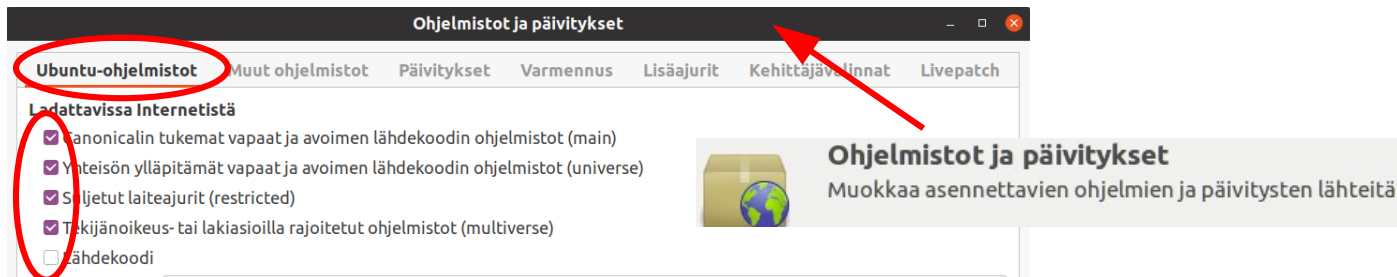 Ohjelmistot ja päivitykset
Ubuntu-ohjelmistot Muut ohjelmistot Päivitykset Varmennus Lisäajurit Kehittäjävalinnat Livepatch
Ladattavissa Internetistä
Canonicalin tukemat vapaat ja avoimen lähdekoodin ohjelmistot (main)
Yhteisön ylläpitämät vapaat ja avoimen lähdekoodin ohjelmistot (universe)
Suljetut laiteajurit (restricted)
Tekijänoikeus- tai lakiasioilla rajoitetut ohjelmistot (multiverse)
Lähdekoodi
Ohjelmistot ja päivitykset
Muokkaa asennettavien ohjelmien ja päivitysten lähteitä